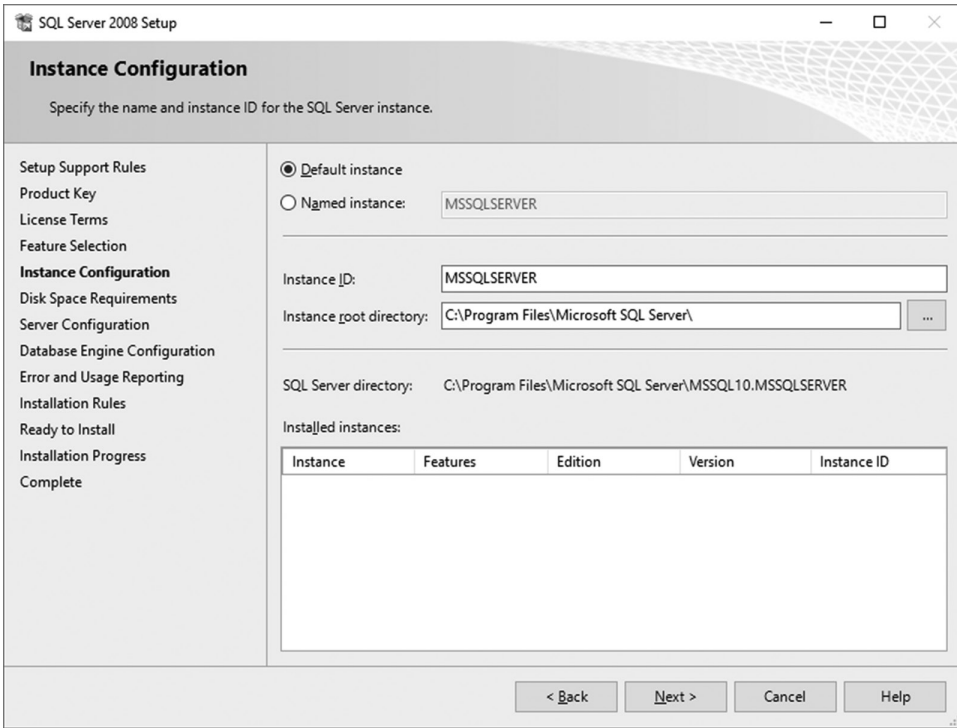 SQL Server 2008 Setup
Instance Configuration
Specify the name and instance ID for the SQL Server instance.
Setup Support Rules
Product Key
License Terms
Feature Selection
Instance Configuration
Disk Space Requirements
Server Configuration
Database Engine Configuration
Error and Usage Reporting
Installation Rules
Ready to Install
Installation Progress
Complete
Default instance
Named instance: MSSQLSERVER
Instance ID: MSSQLSERVER
Instance root directory: C:\Program Files\Microsoft SQL Server\ ...
SQL Server directory: C:\Program Files\Microsoft SQL Server\MSSQL10.MSSQLSERVER
Installed instances:
Instance Features Edition Version Instance ID
< Back Next > Cancel Help